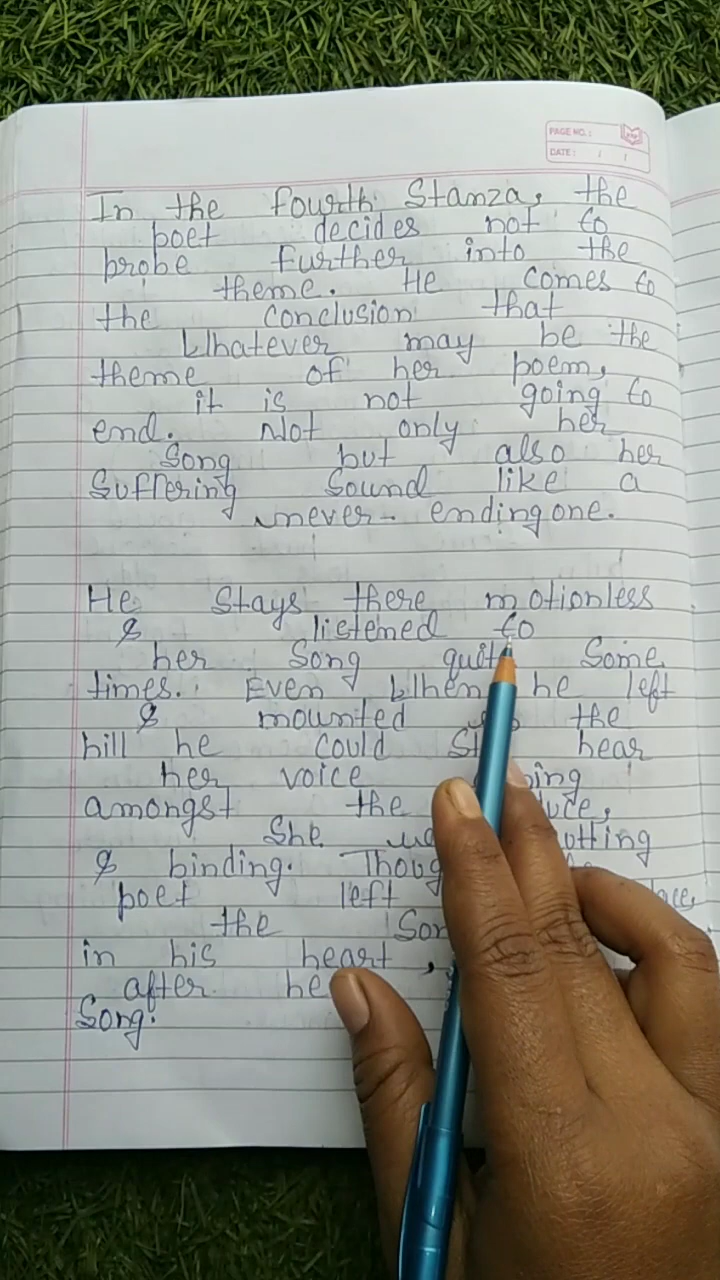 PAGE NO.:
DATE: / /
In the fourth Stanza, the
poet decides not to
probe further into the
theme. He comes to
the conclusion that
Whatever may be the
theme of her poem,
it is not going to
end. Not only her
Song but also her
Suffering Sound like a
never-ending one.
He Stays there motionless
& listened to
her Song Some
times. Even When he left
& mounted the
hill he could hear
her voice
amongst the
She
& binding.
poet left
the
in his heart,
after
Song.